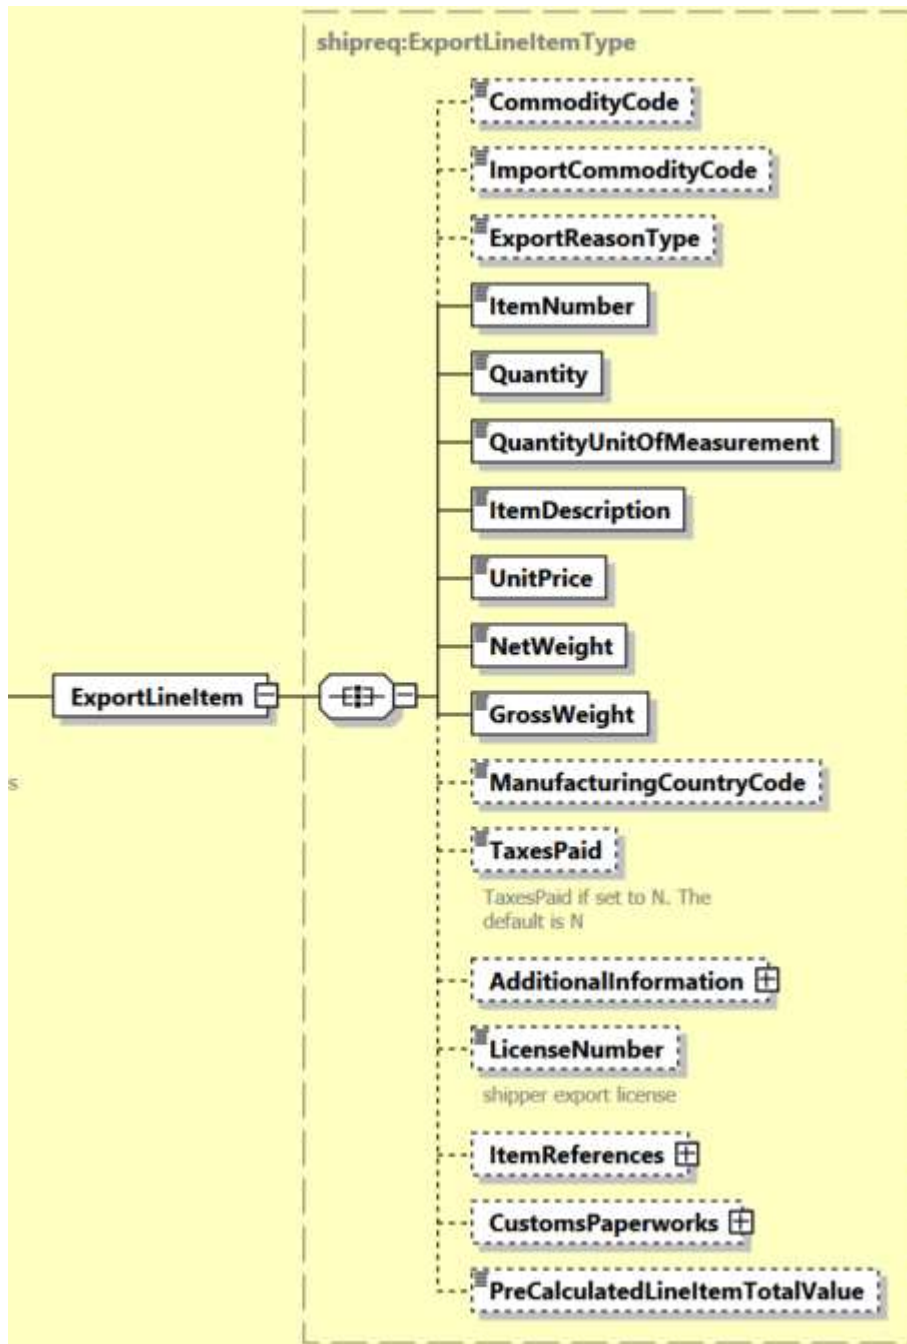 shipreq:ExportLineItemType
CommodityCode
ImportCommodityCode
ExportReasonType
ItemNumber
Quantity
QuantityUnitOfMeasurement
ItemDescription
UnitPrice
NetWeight
GrossWeight
ExportLineItem
s
ManufacturingCountryCode
TaxesPaid
TaxesPaid if set to N. The
default is N
AdditionalInformation
LicenseNumber
shipper export license
ItemReferences
CustomsPaperworks
PreCalculatedLineItemTotalValue